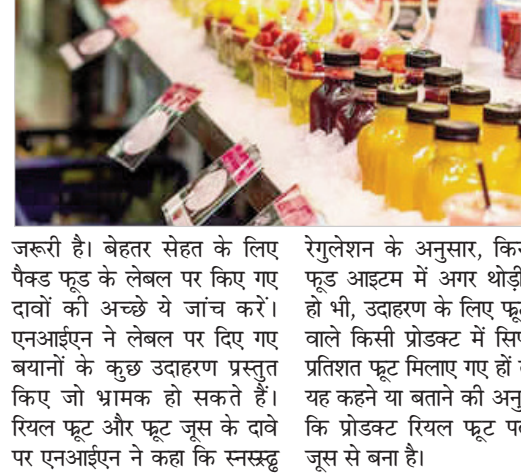 जरूरी है। बेहतर सेहत के लिए
पैक्ड फूड के लेबल पर किए गए
दावों की अच्छे ये जांच करें।
एनआईएन ने लेबल पर दिए गए
बयानों के कुछ उदाहरण प्रस्तुत
किए जो भ्रामक हो सकते हैं।
रियल फ्रूट और फ्रूट जूस के दावे
पर एनआईएन ने कहा कि स्नस्स्ढ्ढ
रेगुलेशन के अनुसार,
फूड आइटम में अगर थोड़ी
हो भी, उदाहरण के लिए
वाले किसी प्रोडक्ट में
प्रतिशत फ्रूट मिलाए गए हों
यह कहने या बताने की
कि प्रोडक्ट रियल फ्रूट
जूस से बना है।